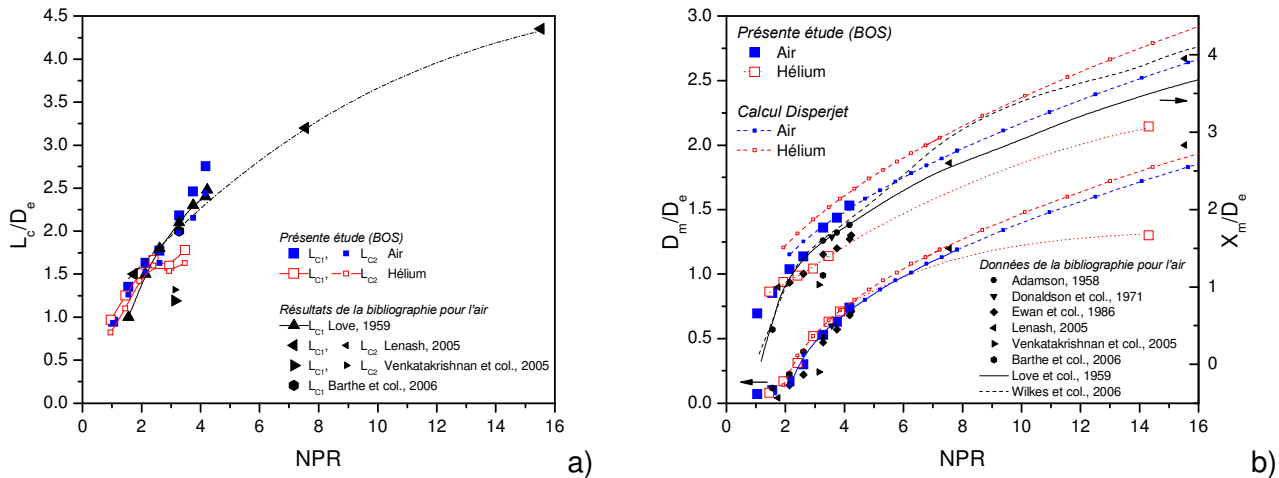 4.5
4.0
3.5
3.0
2.5
2.0
1.5
1.0
0.5
0.0
0 2 4 6 8 10 12 14 16
L_c/D_e
NPR
Présente étude (BOS)
L_C1, L_C2 Air
L_C1, L_C2 Hélium
Résultats de la bibliographie pour l'air
L_C1 Love, 1959
L_C1, L_C2 Lenash, 2005
L_C1, L_C2 Venkatakrishnan et col., 2005
L_C1 Barthe et col., 2006
a)
3.0
2.5
2.0
1.5
1.0
0.5
0.0
0 2 4 6 8 10 12 14 16
D_m/D_e
NPR
4
3
2
1
0
X_m/D_e
Présente étude (BOS)
Air
Hélium
Calcul Disperjet
Air
Hélium
Données de la bibliographie pour l'air
Adamson, 1958
Donaldson et col., 1971
Ewan et col., 1986
Lenash, 2005
Venkatakrishnan et col., 2005
Barthe et col., 2006
Love et col., 1959
Wilkes et col., 2006
b)